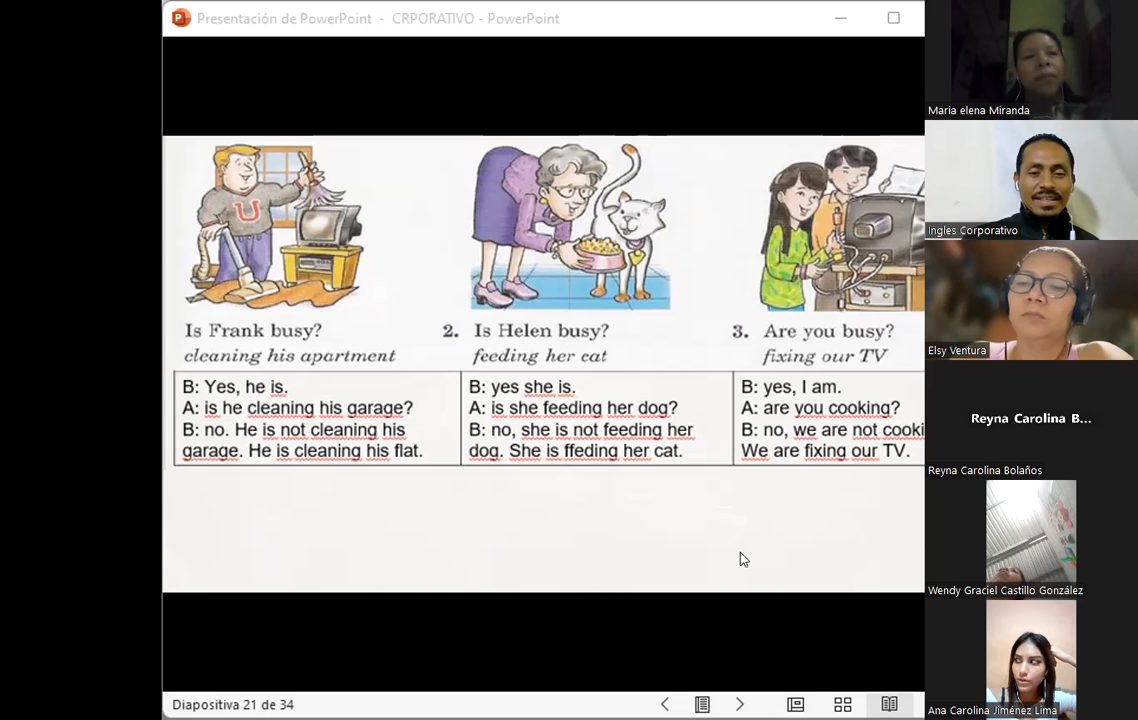 Presentación de PowerPoint - CRPORATIVO - PowerPoint
U
Is Frank busy?
cleaning his apartment
2. Is Helen busy?
feeding her cat
3. Are you busy?
fixing our TV
B: Yes, he is.
A: is he cleaning his garage?
B: no. He is not cleaning his
garage. He is cleaning his flat.
B: yes she is.
A: is she feeding her dog?
B: no, she is not feeding her
dog. She is ffeding her cat.
B: yes, I am.
A: are you cooking?
B: no, we are not cooki
We are fixing our TV.
Diapositiva 21 de 34
Maria elena Miranda
Ingles Corporativo
Elsy Ventura
Reyna Carolina B...
Reyna Carolina Bolaños
Wendy Graciel Castillo González
Ana Carolina Jiménez Lima